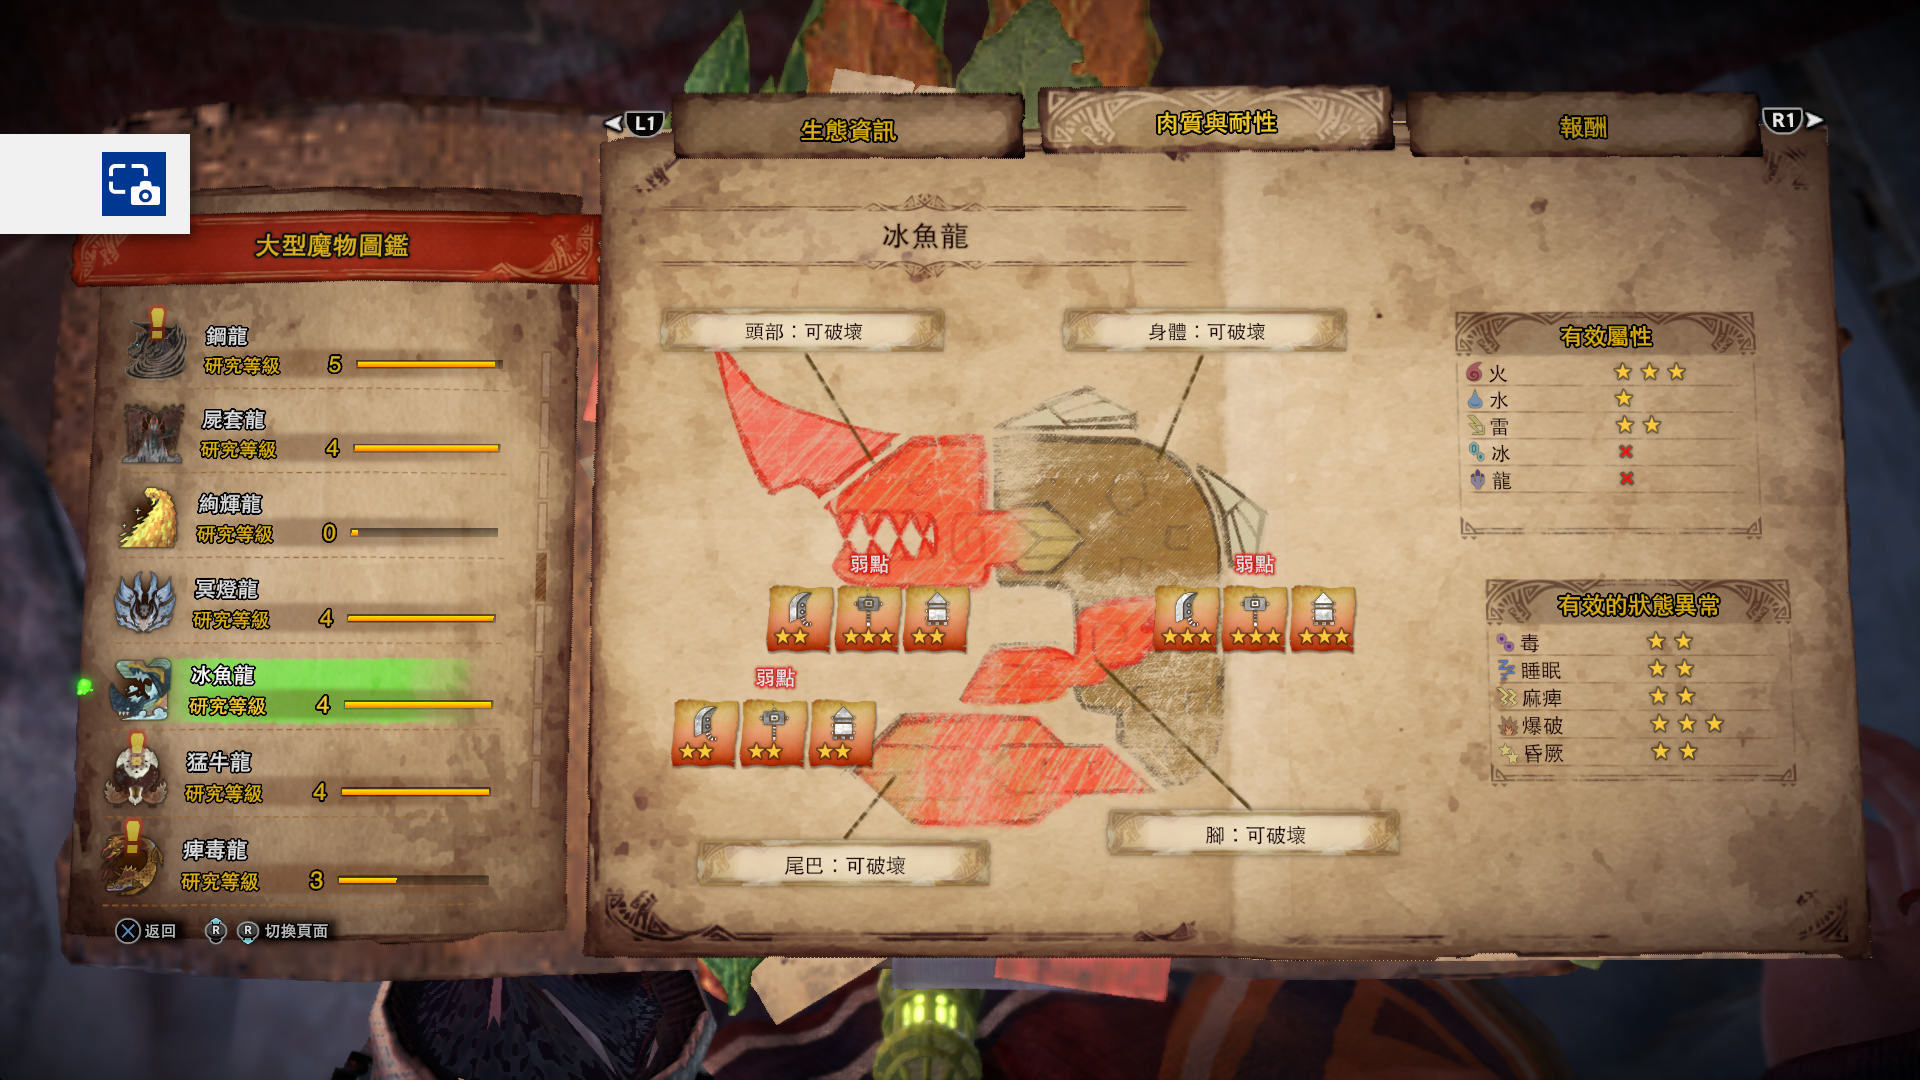 L1
生態資訊
肉質與耐性
報酬
R1
大型魔物圖鑑
鋼龍
研究等級 5
屍套龍
研究等級 4
絢輝龍
研究等級 0
冥燈龍
研究等級 4
冰魚龍
研究等級 4
猛牛龍
研究等級 4
痺毒龍
研究等級 3
返回
R R 切換頁面
冰魚龍
頭部：可破壞
身體：可破壞
弱點
弱點
弱點
尾巴：可破壞
腳：可破壞
有效屬性
火
水
雷
冰
龍
有效的狀態異常
毒
睡眠
麻痺
爆破
昏厥